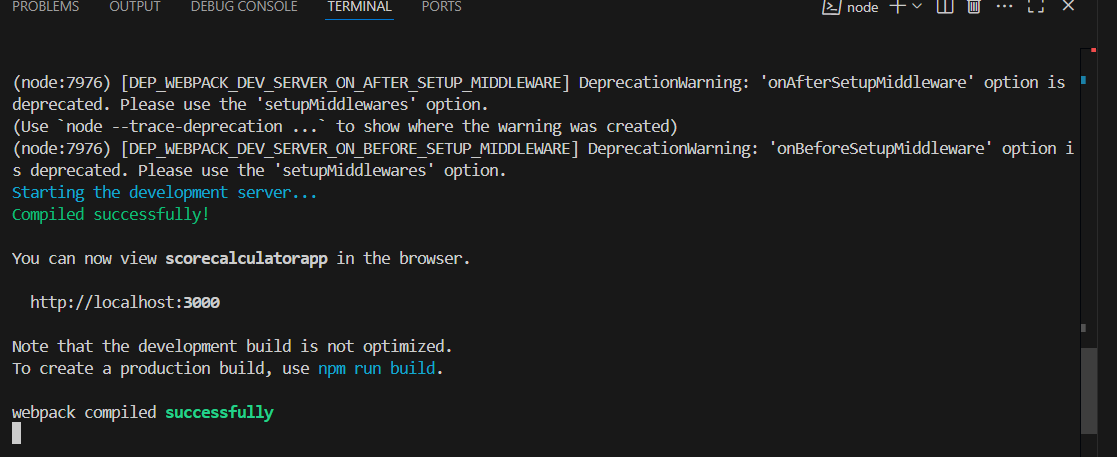 PROBLEMS OUTPUT DEBUG CONSOLE TERMINAL PORTS node
(node:7976) [DEP_WEBPACK_DEV_SERVER_ON_AFTER_SETUP_MIDDLEWARE] DeprecationWarning: 'onAfterSetupMiddleware' option is
deprecated. Please use the 'setupMiddlewares' option.
(Use `node --trace-deprecation ...` to show where the warning was created)
(node:7976) [DEP_WEBPACK_DEV_SERVER_ON_BEFORE_SETUP_MIDDLEWARE] DeprecationWarning: 'onBeforeSetupMiddleware' option i
s deprecated. Please use the 'setupMiddlewares' option.
Starting the development server...
Compiled successfully!
You can now view scorecalculatorapp in the browser.
http://localhost:3000
Note that the development build is not optimized.
To create a production build, use npm run build.
webpack compiled successfully